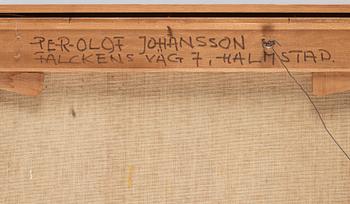 PER-OLOF JOHANSSON
FALCKENS VÄG 7, HALMSTAD.